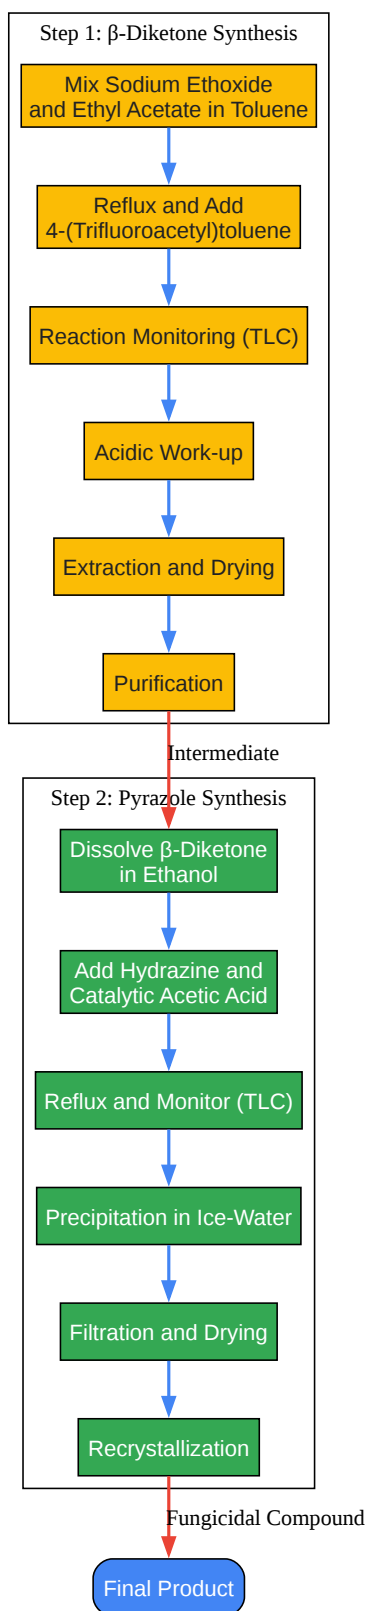 Step 1: β-Diketone Synthesis
Mix Sodium Ethoxide
and Ethyl Acetate in Toluene
Reflux and Add
4-(Trifluoroacetyl)toluene
Reaction Monitoring (TLC)
Acidic Work-up
Extraction and Drying
Purification
Intermediate
Step 2: Pyrazole Synthesis
Dissolve β-Diketone
in Ethanol
Add Hydrazine and
Catalytic Acetic Acid
Reflux and Monitor (TLC)
Precipitation in Ice-Water
Filtration and Drying
Recrystallization
Fungicidal Compound
Final Product